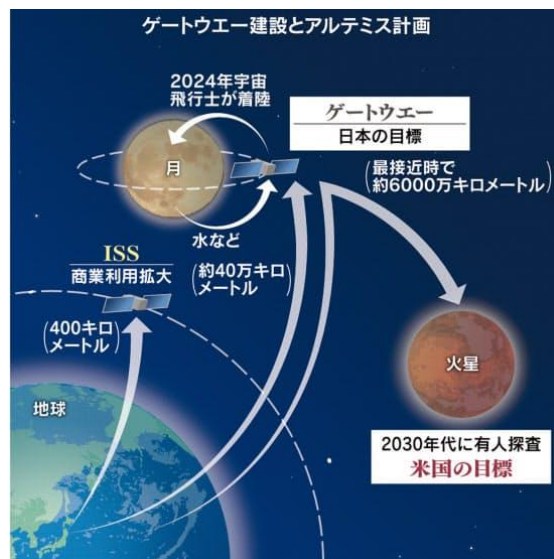 ゲートウエー建設とアルテミス計画
2024年宇宙
飛行士が着陸
ゲートウエー
日本の目標
月
(最接近時で
約6000万キロメートル)
水など
ISS
商業利用拡大
(約40万キロ
メートル)
(400キロ
メートル)
火星
地球
2030年代に有人探査
米国の目標